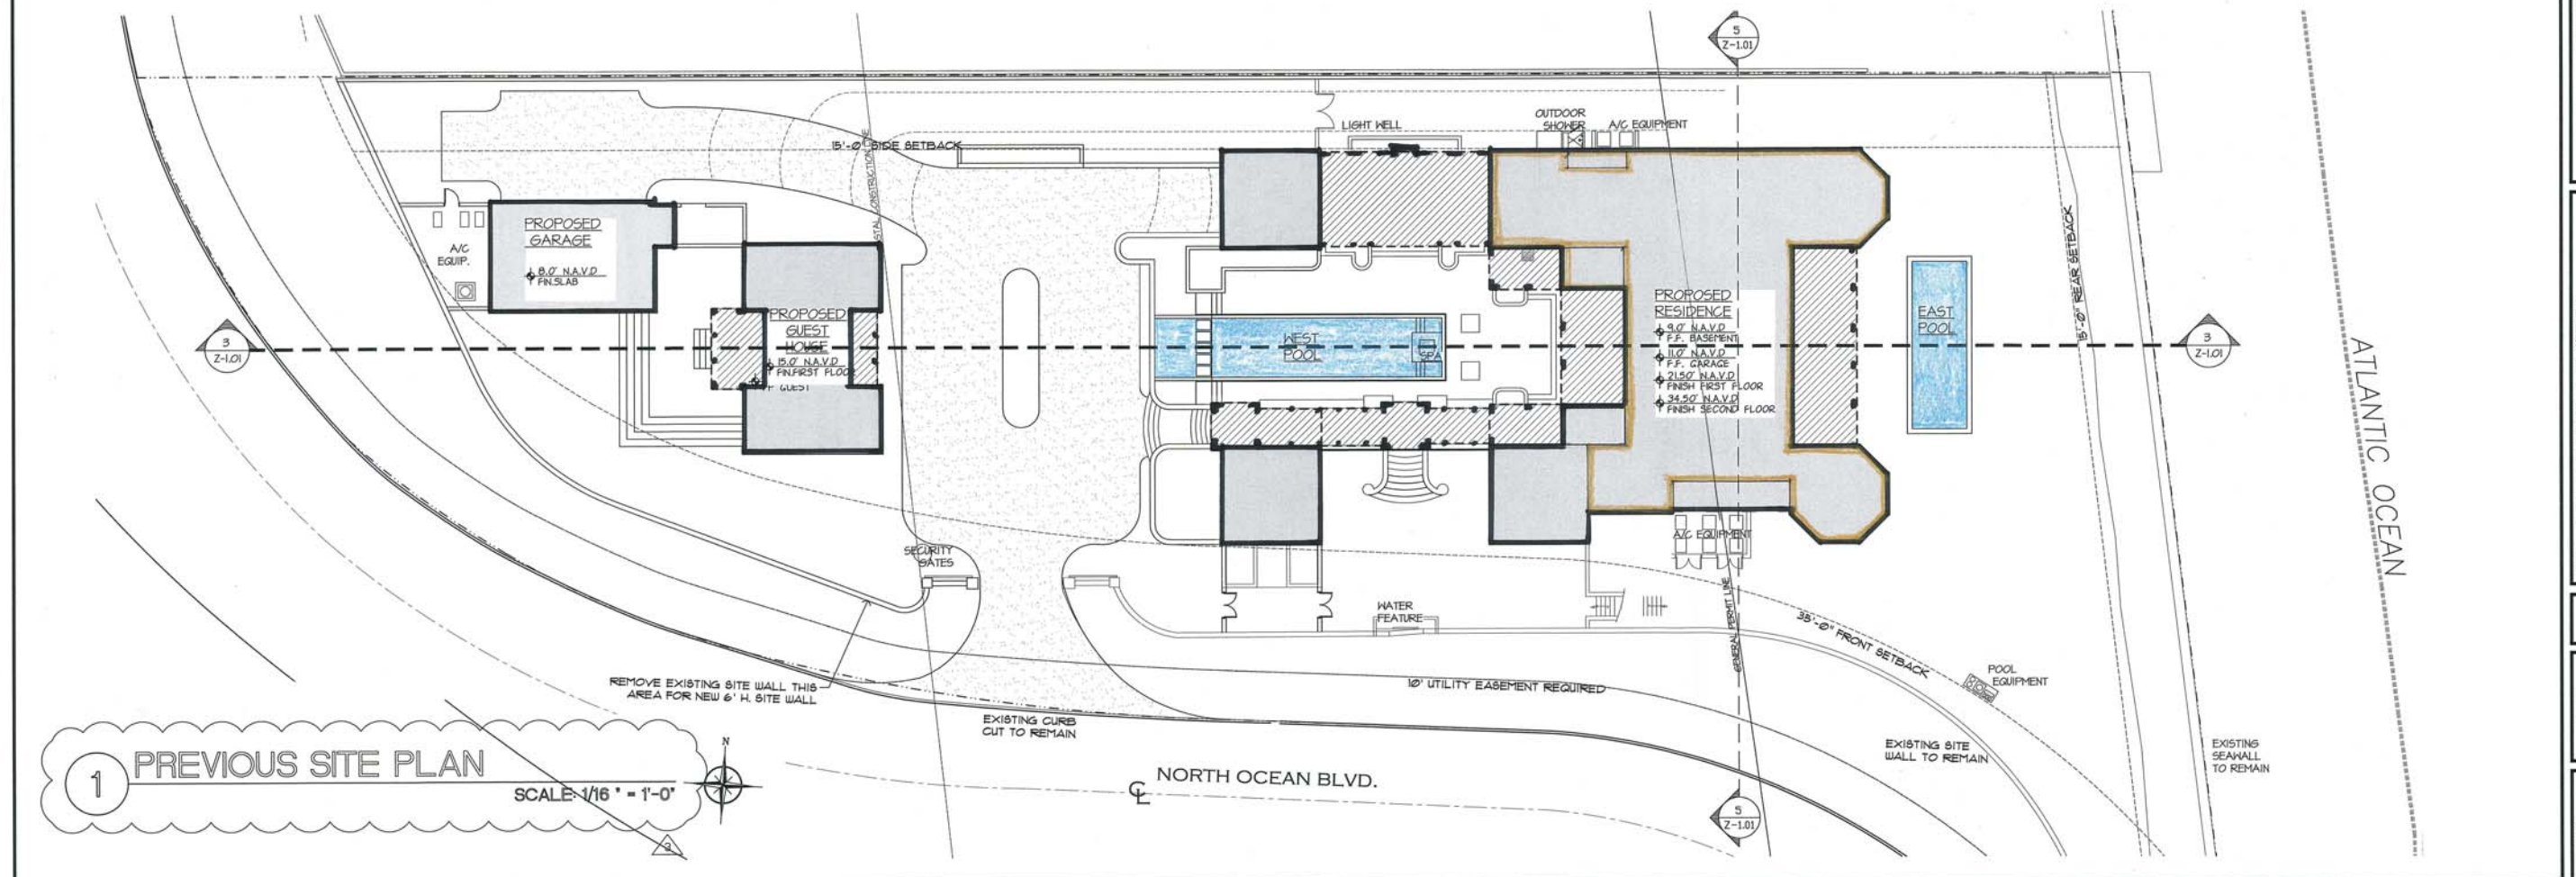 5
Z-1.01
LIGHT WELL
OUTDOOR
SHOWER
A/C EQUIPMENT
15'-0" SIDE SETBACK
PROPOSED
GARAGE
8.0' N.A.V.D
FIN.SLAB
A/C
EQUIP.
PROPOSED
GUEST
HOUSE
15.0' N.A.V.D
FIN.FIRST FLOOR
GUEST
3
Z-1.01
WEST
POOL
SPA
PROPOSED
RESIDENCE
9.0' N.A.V.D
F.F. BASEMENT
11.0' N.A.V.D
F.F. GARAGE
21.50' N.A.V.D
FINISH FIRST FLOOR
34.50' N.A.V.D
FINISH SECOND FLOOR
EAST
POOL
15'-0" REAR SETBACK
3
Z-1.01
ATLANTIC OCEAN
SECURITY
GATES
A/C EQUIPMENT
WATER
FEATURE
GENERAL PERMIT LINE
35'-0" FRONT SETBACK
POOL
EQUIPMENT
REMOVE EXISTING SITE WALL THIS
AREA FOR NEW 6' H. SITE WALL
10' UTILITY EASEMENT REQUIRED
EXISTING CURB
CUT TO REMAIN
EXISTING SITE
WALL TO REMAIN
EXISTING
SEAWALL
TO REMAIN
1
PREVIOUS SITE PLAN
SCALE: 1/16 " = 1'-0"
N
3
NORTH OCEAN BLVD.
5
Z-1.01